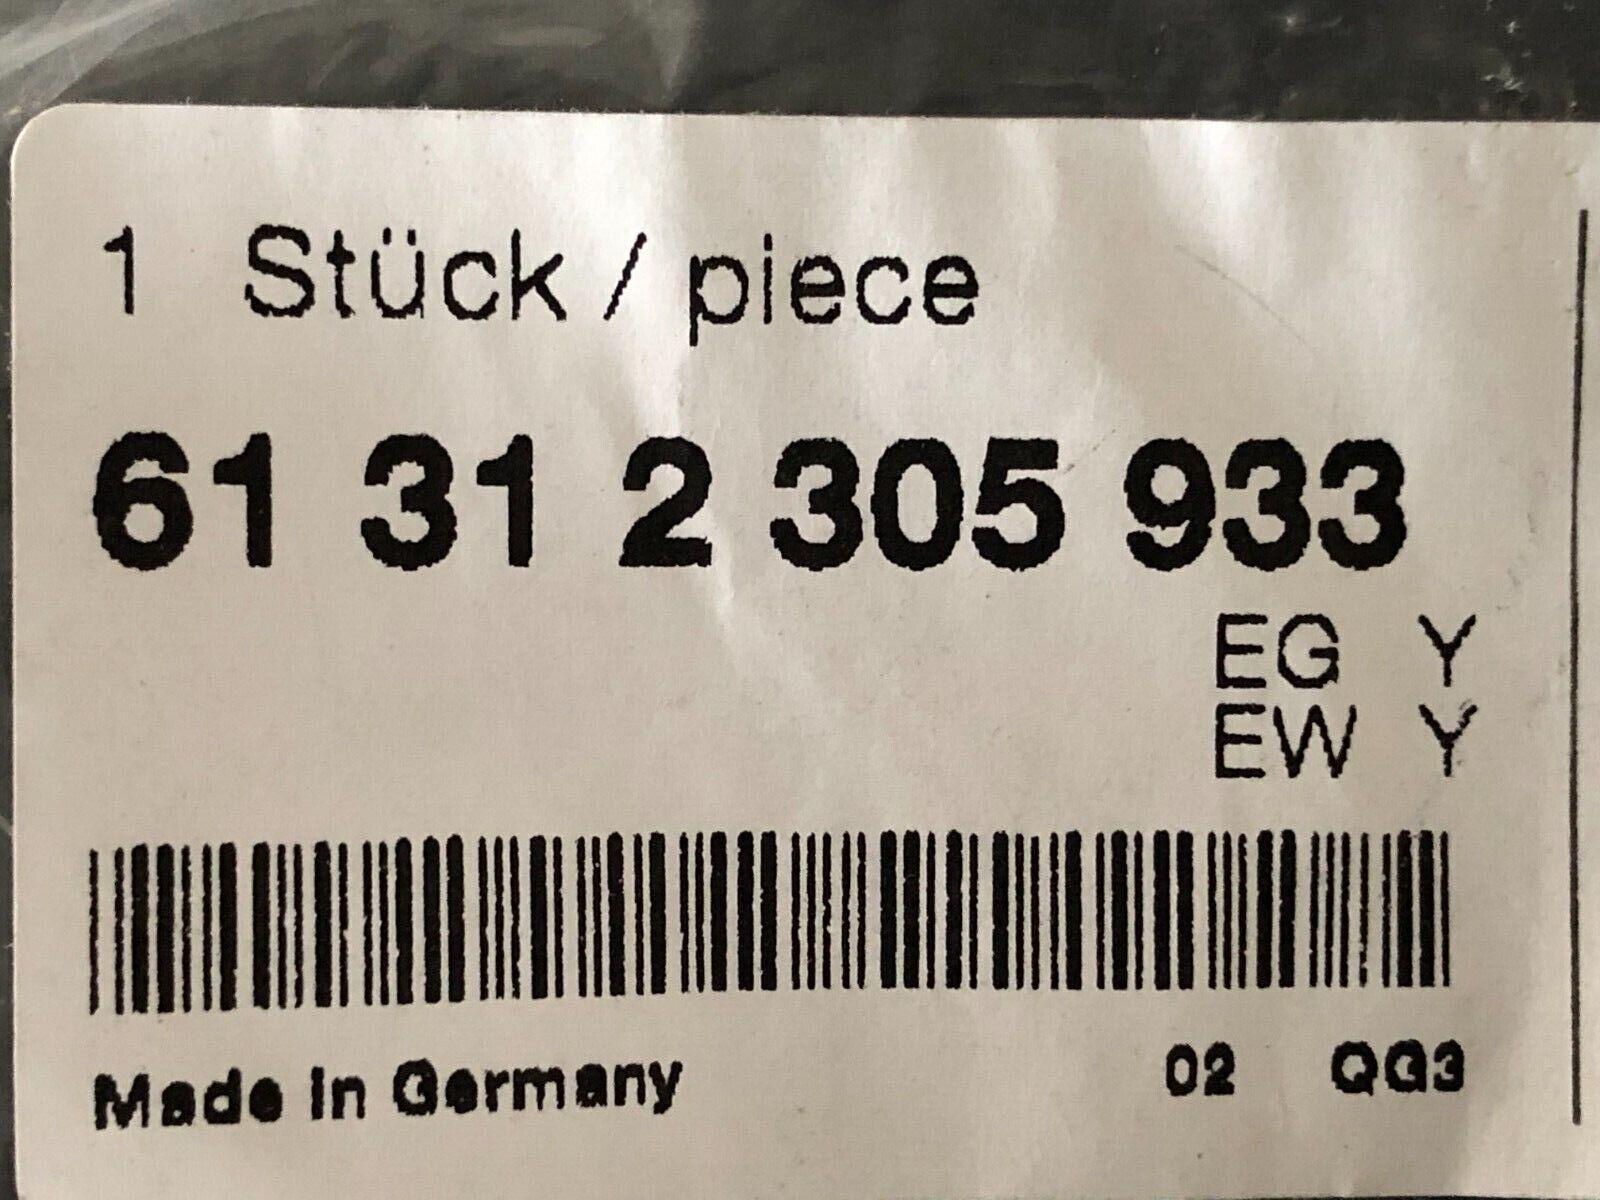 1 Stück / piece
61 31 2 305 933
EG Y
EW Y
Made in Germany 02 QG3